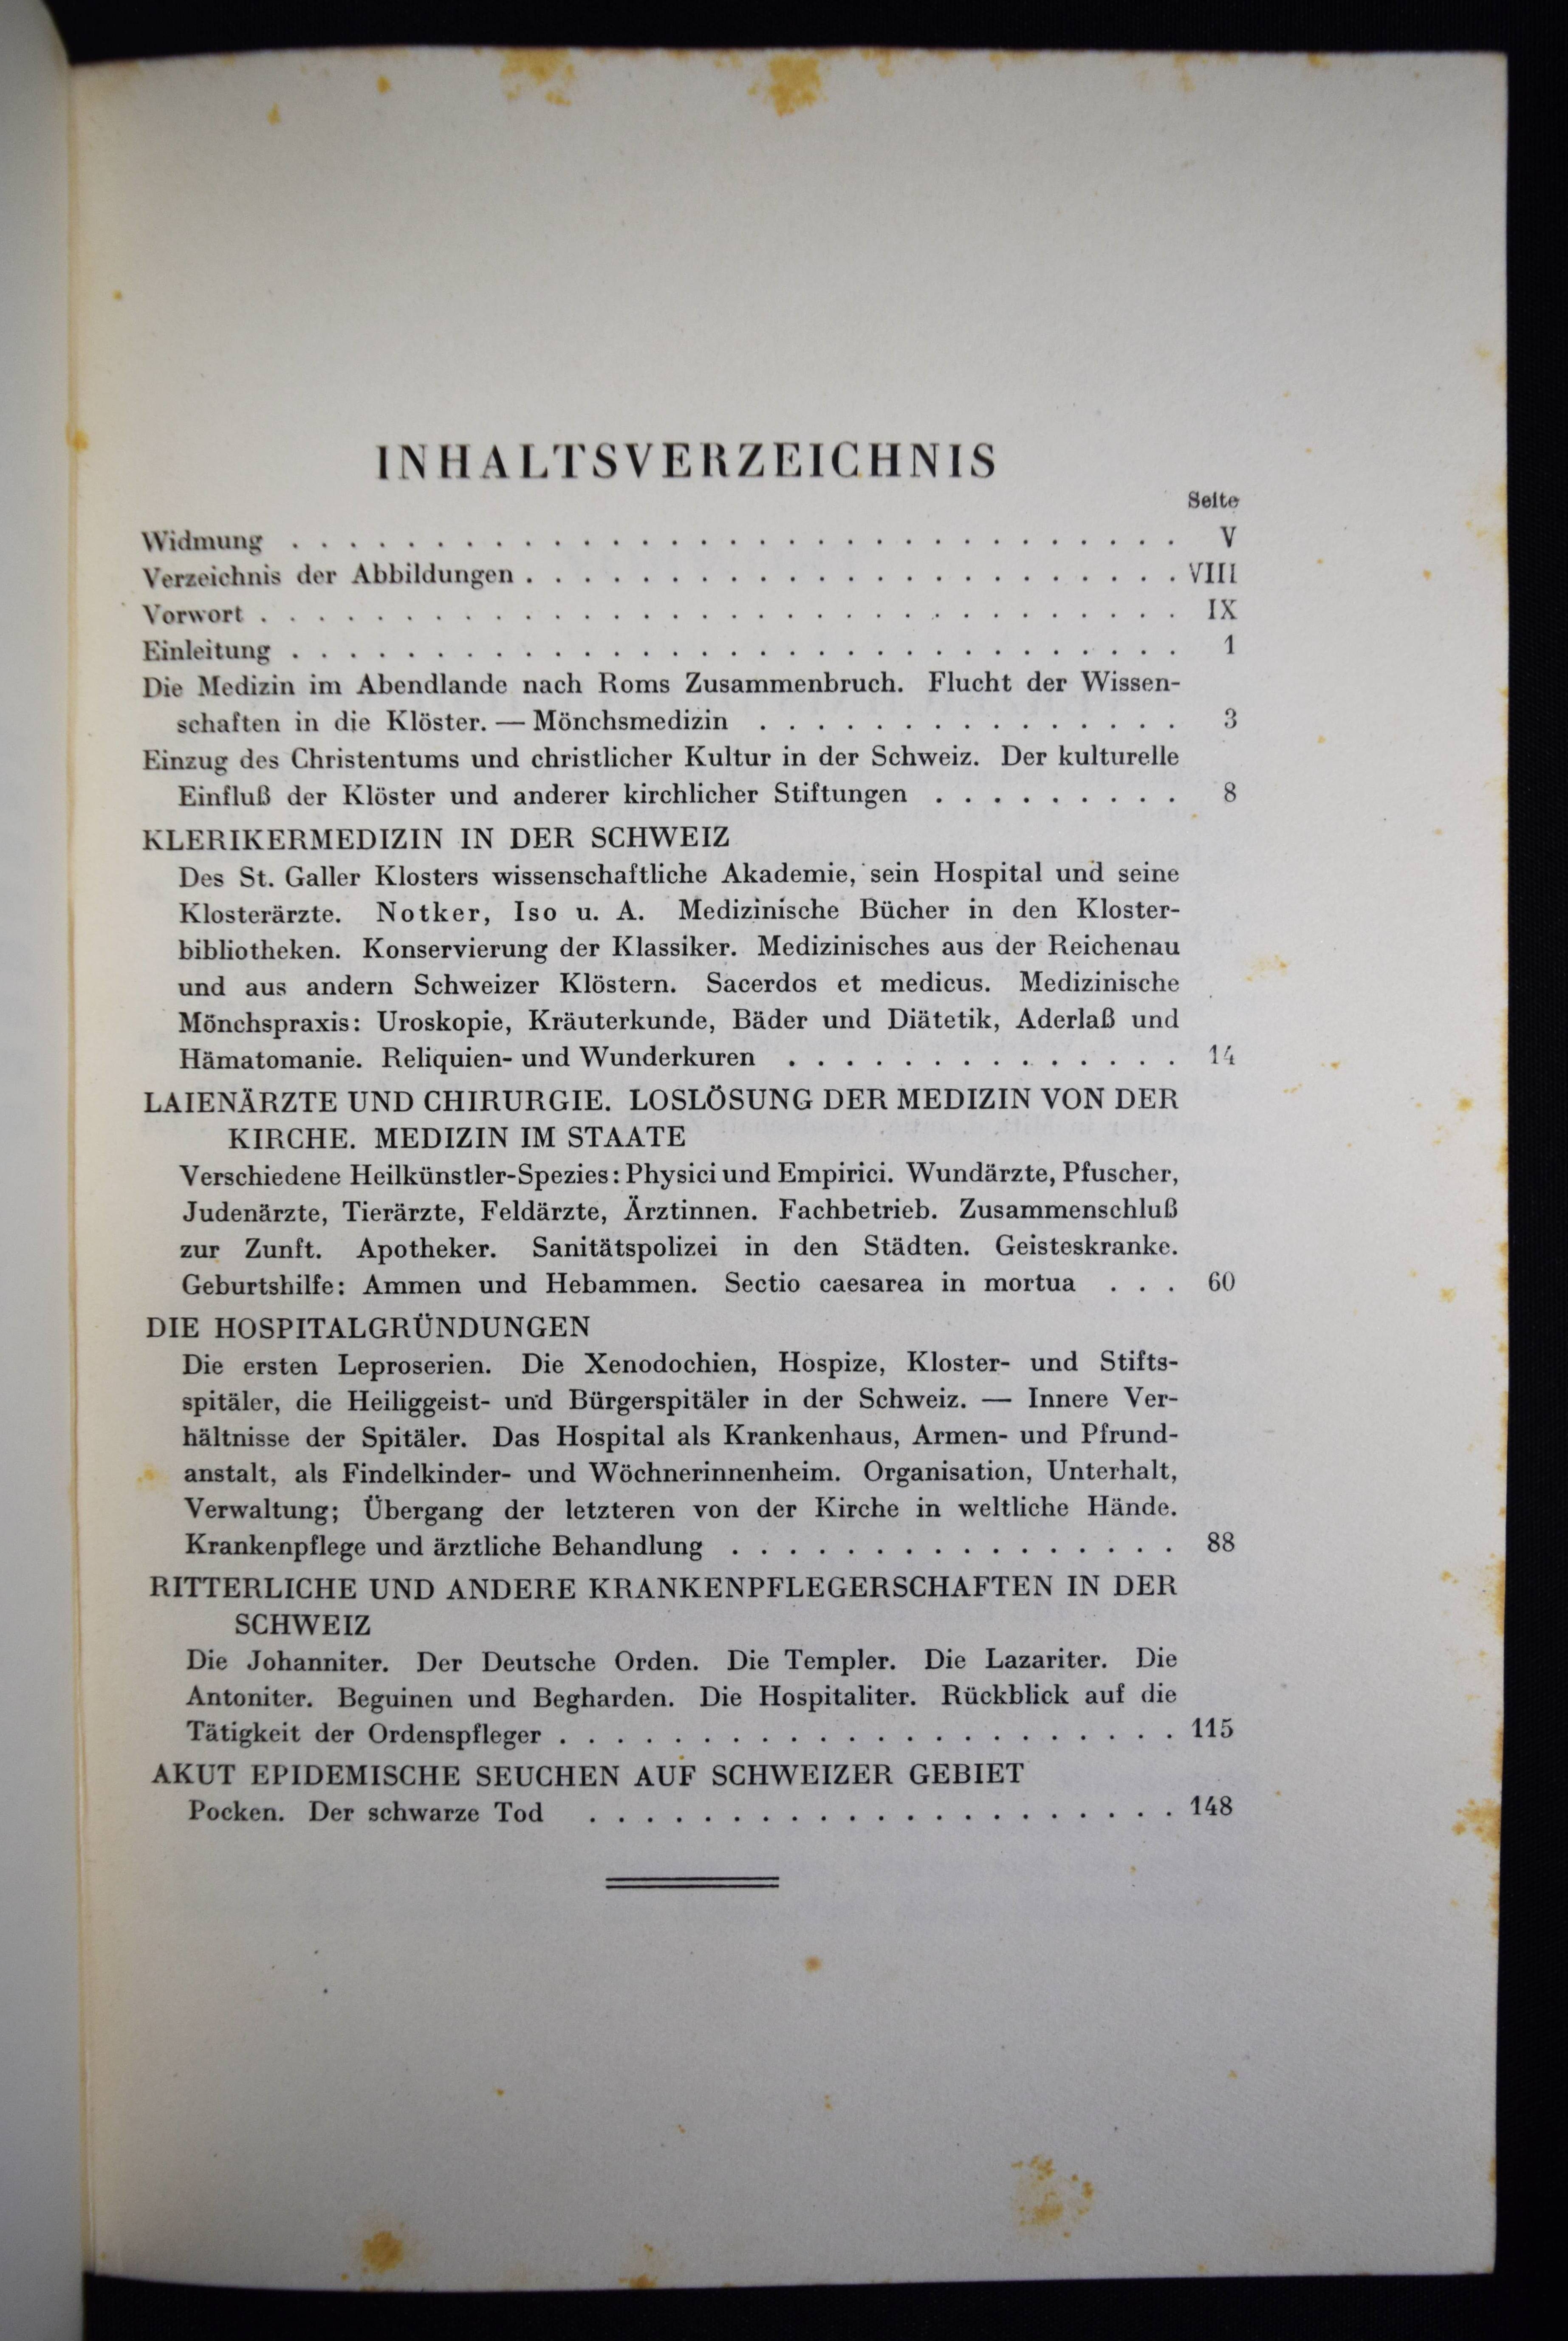 INHALTSVERZEICHNIS
Seite
Widmung . . . . . . . . . . . . . . . . . . . . . . . . . . . . . . . V
Verzeichnis der Abbildungen . . . . . . . . . . . . . . . . . . . . . . . VIII
Vorwort . . . . . . . . . . . . . . . . . . . . . . . . . . . . . . . . IX
Einleitung . . . . . . . . . . . . . . . . . . . . . . . . . . . . . . . 1
Die Medizin im Abendlande nach Roms Zusammenbruch. Flucht der Wissen-
schaften in die Klöster. — Mönchsmedizin . . . . . . . . . . . . . . . 3
Einzug des Christentums und christlicher Kultur in der Schweiz. Der kulturelle
Einfluß der Klöster und anderer kirchlicher Stiftungen . . . . . . . . . 8
KLERIKERMEDIZIN IN DER SCHWEIZ
Des St. Galler Klosters wissenschaftliche Akademie, sein Hospital und seine
Klosterärzte. Notker, Iso u. A. Medizinische Bücher in den Kloster-
bibliotheken. Konservierung der Klassiker. Medizinisches aus der Reichenau
und aus andern Schweizer Klöstern. Sacerdos et medicus. Medizinische
Mönchspraxis: Uroskopie, Kräuterkunde, Bäder und Diätetik, Aderlaß und
Hämatomanie. Reliquien- und Wunderkuren . . . . . . . . . . . . . . 14
LAIENÄRZTE UND CHIRURGIE. LOSLÖSUNG DER MEDIZIN VON DER
KIRCHE. MEDIZIN IM STAATE
Verschiedene Heilkünstler-Spezies: Physici und Empirici. Wundärzte, Pfuscher,
Judenärzte, Tierärzte, Feldärzte, Ärztinnen. Fachbetrieb. Zusammenschluß
zur Zunft. Apotheker. Sanitätspolizei in den Städten. Geisteskranke.
Geburtshilfe: Ammen und Hebammen. Sectio caesarea in mortua . . . 60
DIE HOSPITALGRÜNDUNGEN
Die ersten Leproserien. Die Xenodochien, Hospize, Kloster- und Stifts-
spitäler, die Heiliggeist- und Bürgerspitäler in der Schweiz. — Innere Ver-
hältnisse der Spitäler. Das Hospital als Krankenhaus, Armen- und Pfrund-
anstalt, als Findelkinder- und Wöchnerinnenheim. Organisation, Unterhalt,
Verwaltung; Übergang der letzteren von der Kirche in weltliche Hände.
Krankenpflege und ärztliche Behandlung . . . . . . . . . . . . . . . . 88
RITTERLICHE UND ANDERE KRANKENPFLEGERSCHAFTEN IN DER
SCHWEIZ
Die Johanniter. Der Deutsche Orden. Die Templer. Die Lazariter. Die
Antoniter. Beguinen und Begharden. Die Hospitaliter. Rückblick auf die
Tätigkeit der Ordenspfleger . . . . . . . . . . . . . . . . . . . . . . 115
AKUT EPIDEMISCHE SEUCHEN AUF SCHWEIZER GEBIET
Pocken. Der schwarze Tod . . . . . . . . . . . . . . . . . . . . . 148